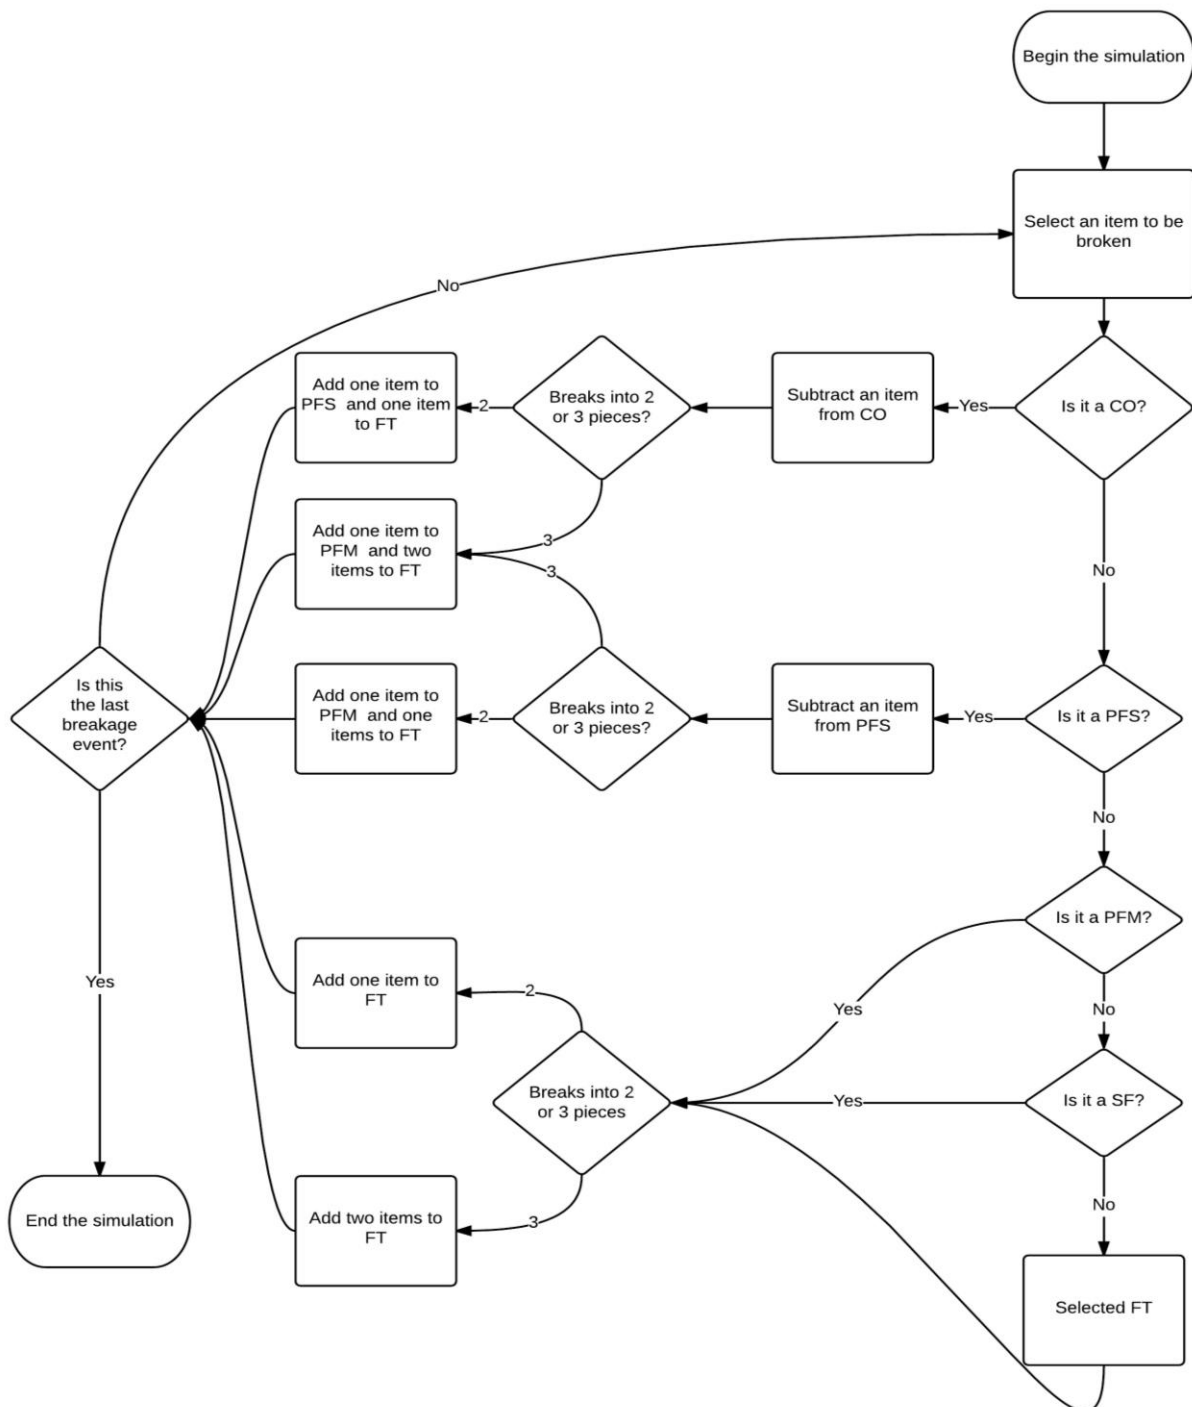 Begin the simulation
Select an item to be
broken
No
Add one item to
PFS and one item
to FT
2
Breaks into 2
or 3 pieces?
Subtract an item
from CO
Yes
Is it a CO?
Add one item to
PFM and two
items to FT
3
3
No
Is this
the last
breakage
event?
Add one item to
PFM and one
items to FT
2
Breaks into 2
or 3 pieces?
Subtract an item
from PFS
Yes
Is it a PFS?
No
Is it a PFM?
Yes
Add one item to
FT
2
Yes
No
Breaks into 2
or 3 pieces
Yes
Is it a SF?
No
End the simulation
Add two items to
FT
3
Selected FT